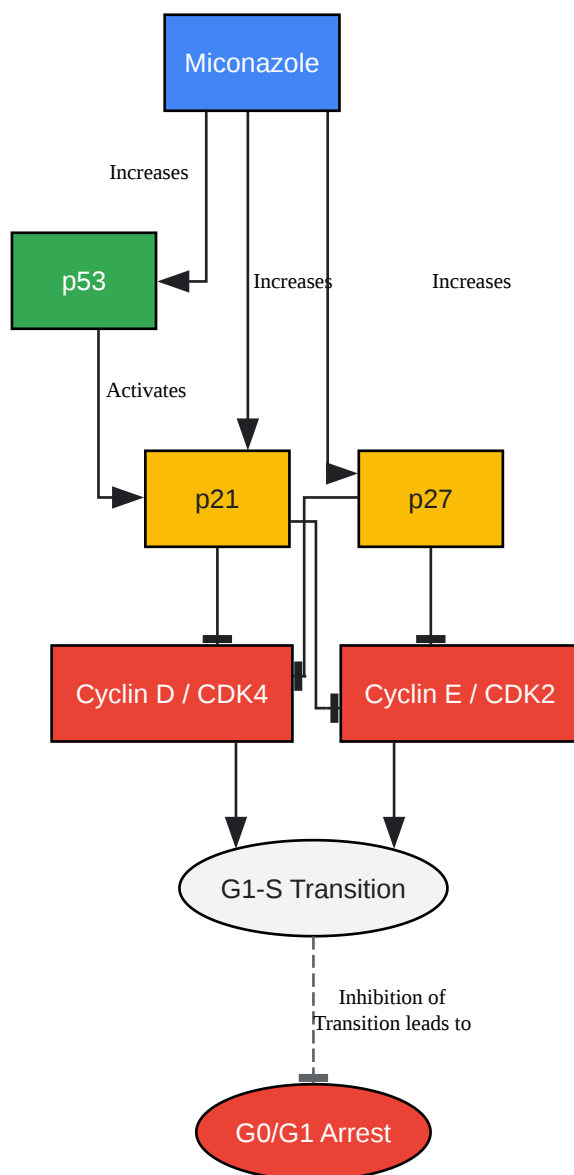 Miconazole
Increases
p53
Increases
Increases
Activates
p21
p27
Cyclin D / CDK4
Cyclin E / CDK2
G1-S Transition
Inhibition of
Transition leads to
G0/G1 Arrest